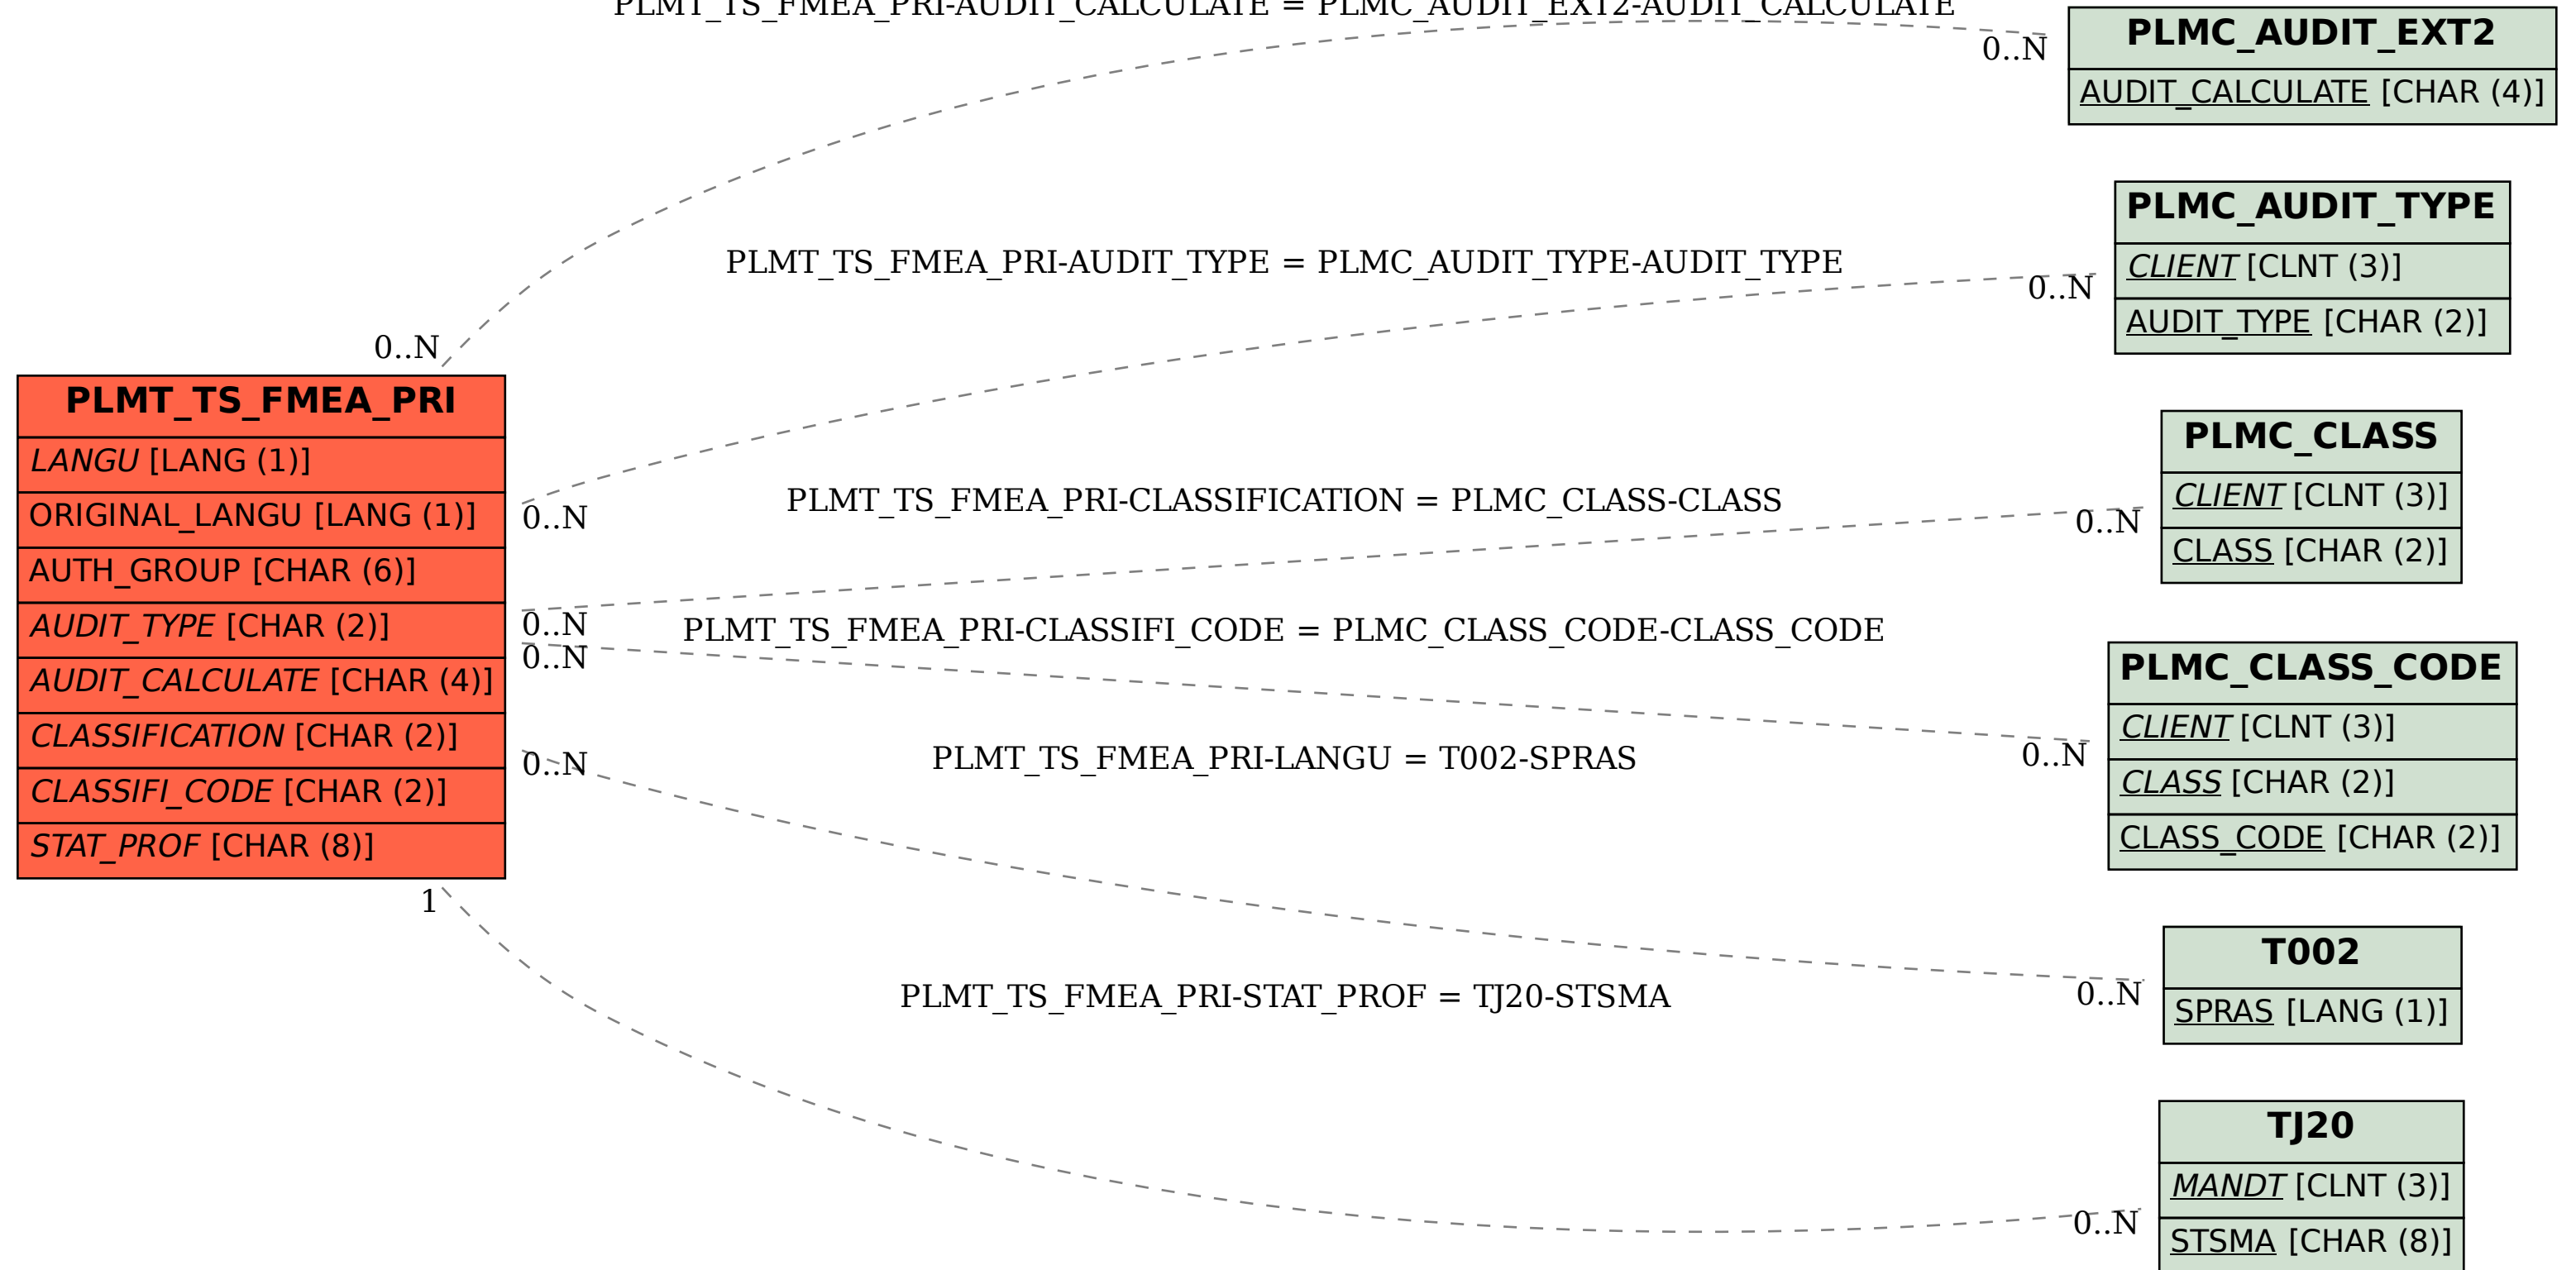 PLMT_TS_FMEA_PRI-AUDIT_CALCULATE = PLMC_AUDIT_EXT2-AUDIT_CALCULATE
0..N
PLMC_AUDIT_EXT2
AUDIT_CALCULATE [CHAR (4)]
PLMT_TS_FMEA_PRI-AUDIT_TYPE = PLMC_AUDIT_TYPE-AUDIT_TYPE
0..N
PLMC_AUDIT_TYPE
CLIENT [CLNT (3)]
AUDIT_TYPE [CHAR (2)]
0..N
PLMT_TS_FMEA_PRI
LANGU [LANG (1)]
ORIGINAL_LANGU [LANG (1)]
AUTH_GROUP [CHAR (6)]
AUDIT_TYPE [CHAR (2)]
AUDIT_CALCULATE [CHAR (4)]
CLASSIFICATION [CHAR (2)]
CLASSIFI_CODE [CHAR (2)]
STAT_PROF [CHAR (8)]
0..N
0..N
0..N
0..N
1
PLMT_TS_FMEA_PRI-CLASSIFICATION = PLMC_CLASS-CLASS
0..N
PLMC_CLASS
CLIENT [CLNT (3)]
CLASS [CHAR (2)]
PLMT_TS_FMEA_PRI-CLASSIFI_CODE = PLMC_CLASS_CODE-CLASS_CODE
0..N
PLMC_CLASS_CODE
CLIENT [CLNT (3)]
CLASS [CHAR (2)]
CLASS_CODE [CHAR (2)]
PLMT_TS_FMEA_PRI-LANGU = T002-SPRAS
0..N
T002
SPRAS [LANG (1)]
PLMT_TS_FMEA_PRI-STAT_PROF = TJ20-STSMA
0..N
TJ20
MANDT [CLNT (3)]
STSMA [CHAR (8)]